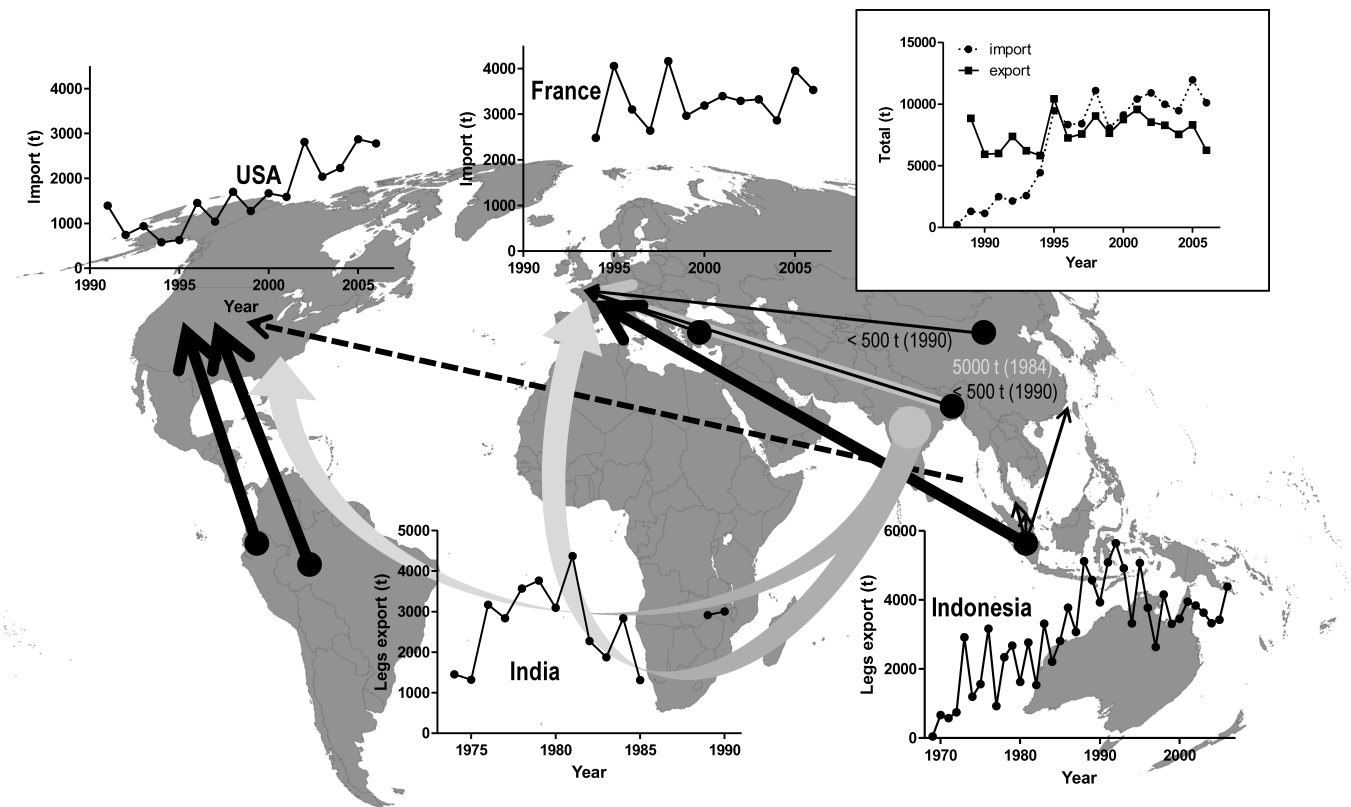 4000
3000
2000
1000
0
Import (t)
USA
1990
1995
2000
2005
Year
4000
3000
2000
1000
0
Import (t)
France
1990
1995
2000
2005
15000
10000
5000
0
Total (t)
import
export
1990
1995
2000
2005
Year
< 500 t (1990)
5000 t (1984)
< 500 t (1990)
5000
4000
3000
2000
1000
0
Legs export (t)
India
1975
1980
1985
1990
Year
6000
4000
2000
0
Legs export (t)
Indonesia
1970
1980
1990
2000
Year